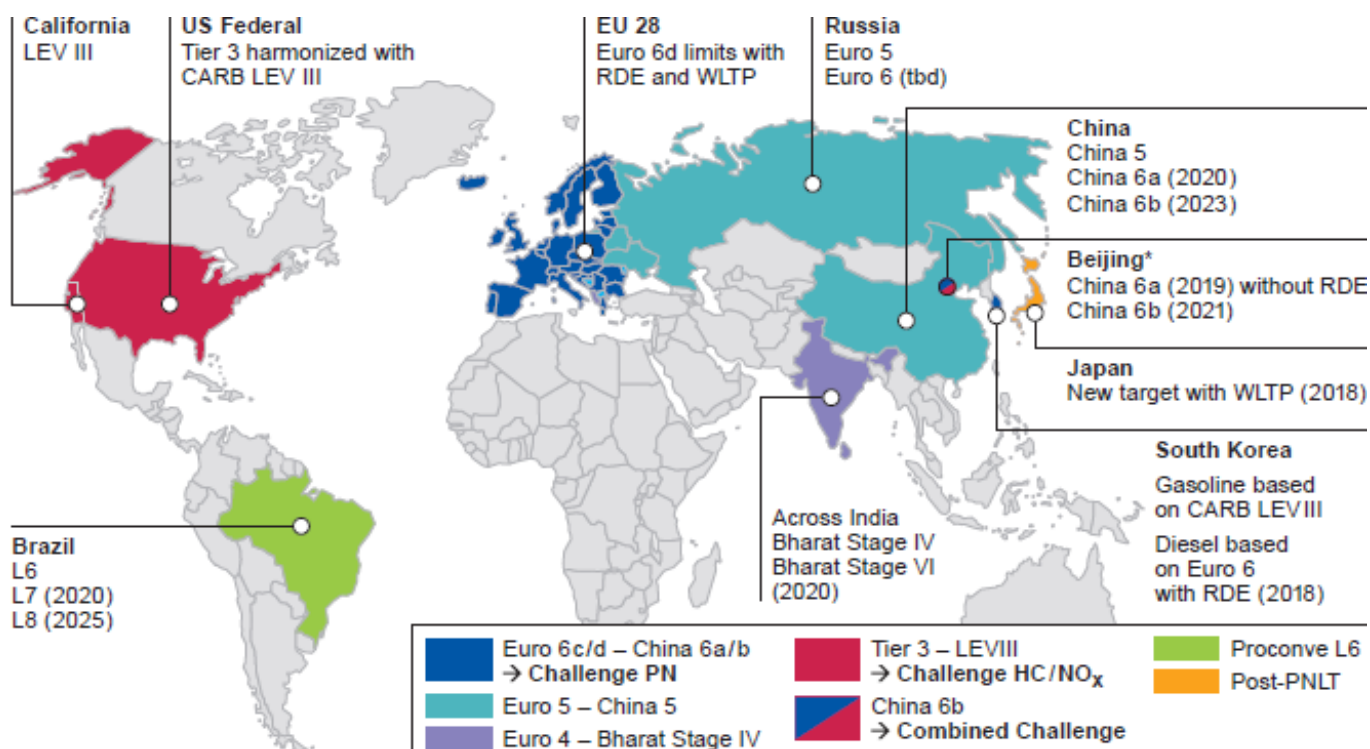 California
LEV III
US Federal
Tier 3 harmonized with
CARB LEV III
EU 28
Euro 6d limits with
RDE and WLTP
Russia
Euro 5
Euro 6 (tbd)
China
China 5
China 6a (2020)
China 6b (2023)
Beijing*
China 6a (2019) without RDE
China 6b (2021)
Japan
New target with WLTP (2018)
South Korea
Gasoline based
on CARB LEV III
Diesel based
on Euro 6
with RDE (2018)
Across India
Bharat Stage IV
Bharat Stage VI
(2020)
Brazil
L6
L7 (2020)
L8 (2025)
Euro 6c/d – China 6a/b
→ Challenge PN
Euro 5 – China 5
Euro 4 – Bharat Stage IV
Tier 3 – LEVIII
→ Challenge HC/NOx
China 6b
→ Combined Challenge
Proconve L6
Post-PNLT